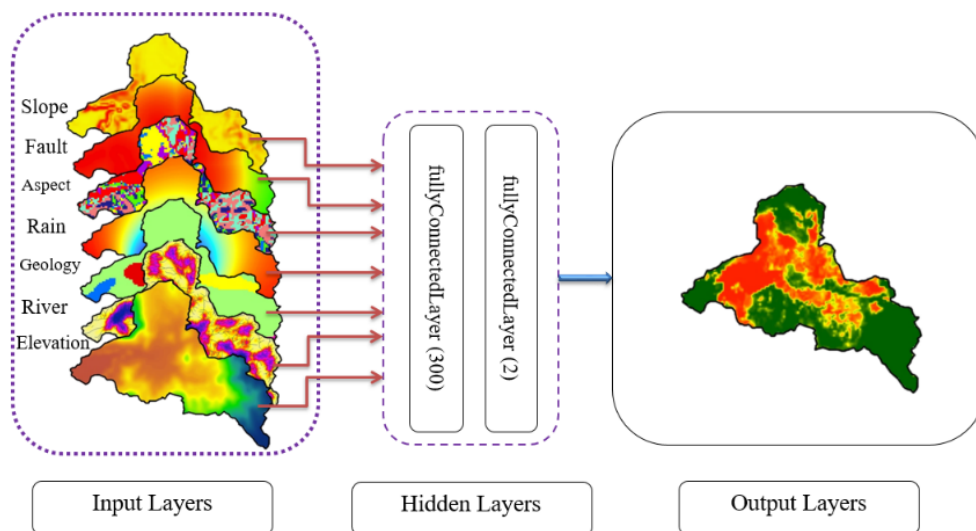 Slope
Fault
Aspect
Rain
Geology
River
Elevation
fullyConnectedLayer (300)
fullyConnectedLayer (2)
Input Layers
Hidden Layers
Output Layers